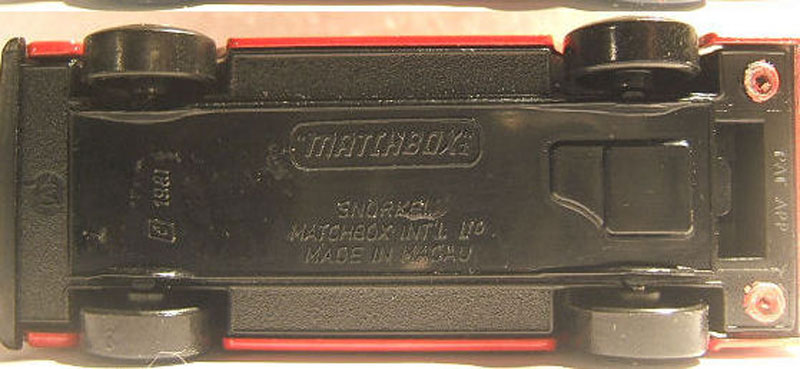 MATCHBOX
SNORKEL
MATCHBOX INT'L LTD
MADE IN MACAU
© 1981
PAT APP